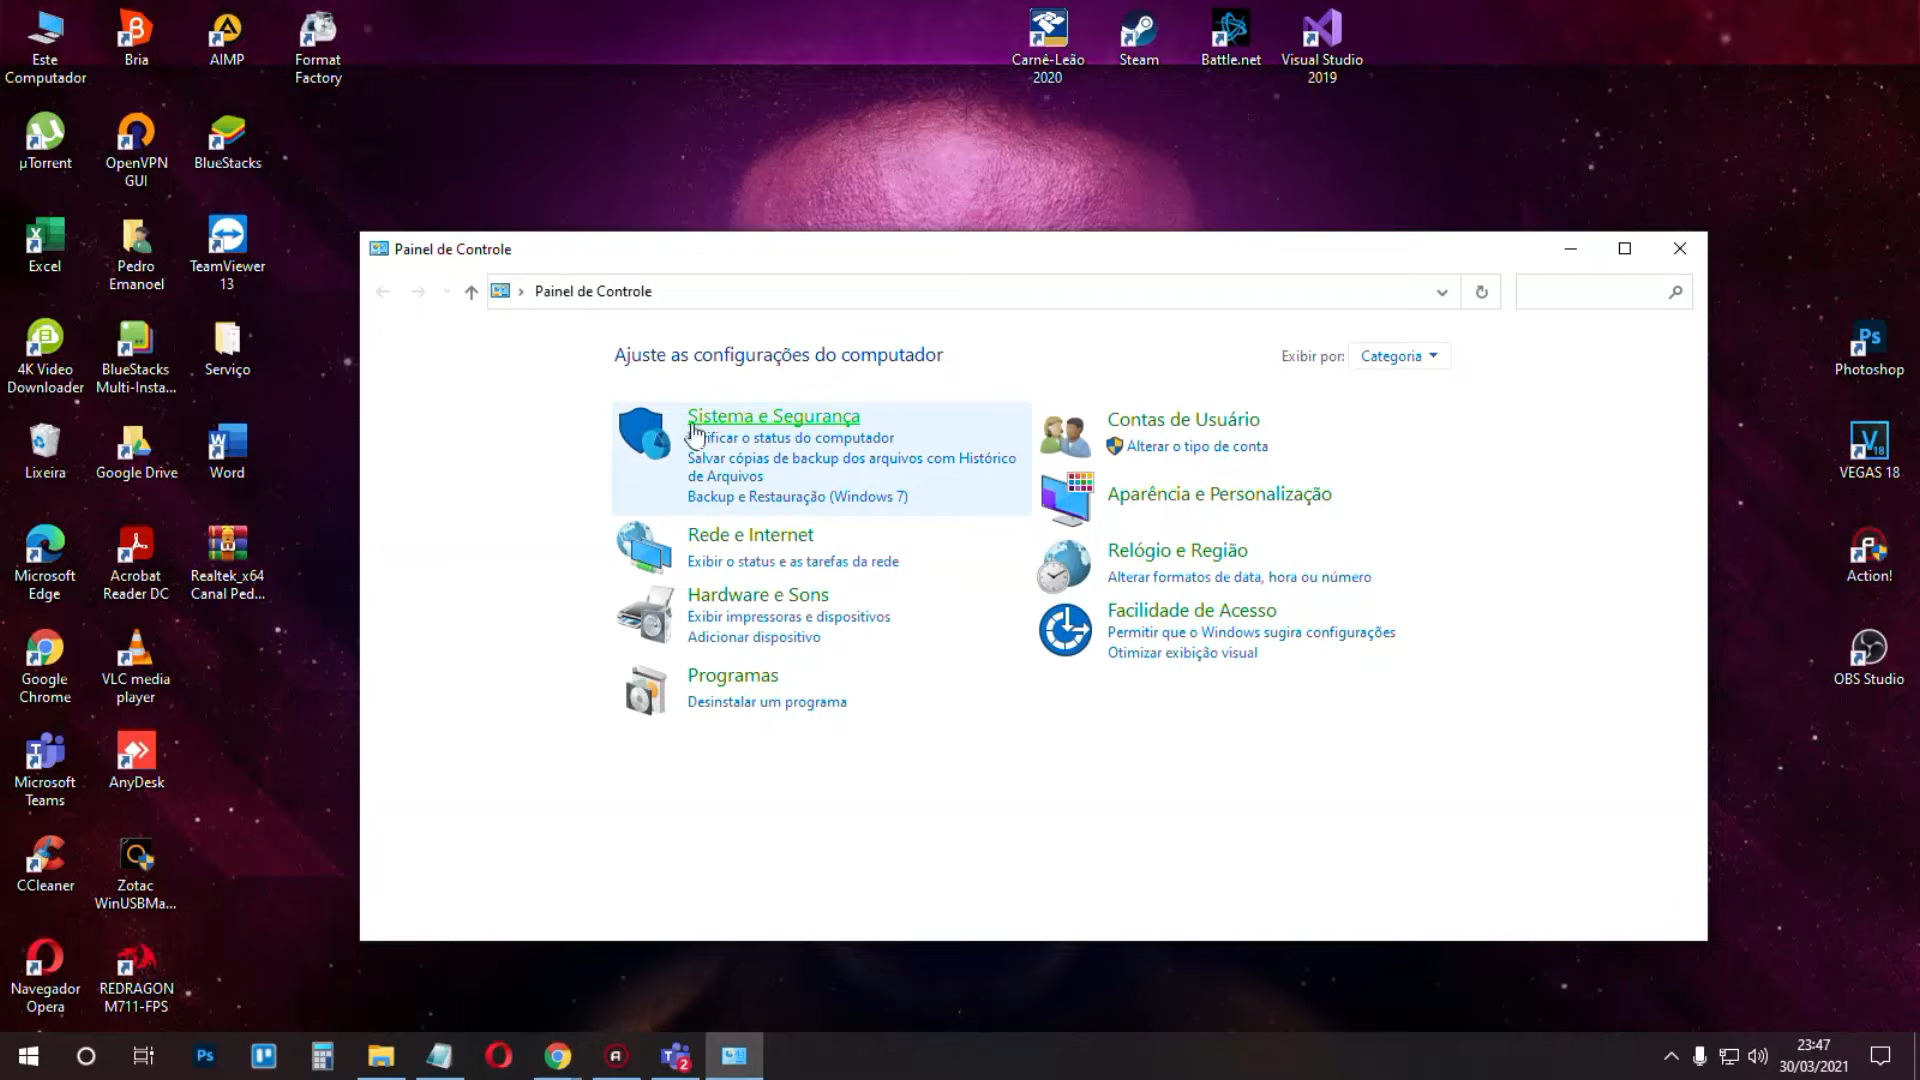 Este
Computador
Bria
AIMP
Format
Factory
Carnê-Leão
2020
Steam
Battle.net
Visual Studio
2019
µTorrent
OpenVPN
GUI
BlueStacks
Excel
Pedro
Emanoel
TeamViewer
13
4K Video
Downloader
BlueStacks
Multi-Insta...
Serviço
Lixeira
Google Drive
Word
Microsoft
Edge
Acrobat
Reader DC
Realtek_x64
Canal Ped...
Google
Chrome
VLC media
player
Microsoft
Teams
AnyDesk
CCleaner
Zotac
WinUSBMa...
Navegador
Opera
REDRAGON
M711-FPS
Painel de Controle
Painel de Controle
Ajuste as configurações do computador
Exibir por:
Categoria
Sistema e Segurança
ificar o status do computador
Salvar cópias de backup dos arquivos com Histórico
de Arquivos
Backup e Restauração (Windows 7)
Rede e Internet
Exibir o status e as tarefas da rede
Hardware e Sons
Exibir impressoras e dispositivos
Adicionar dispositivo
Programas
Desinstalar um programa
Contas de Usuário
Alterar o tipo de conta
Aparência e Personalização
Relógio e Região
Alterar formatos de data, hora ou número
Facilidade de Acesso
Permitir que o Windows sugira configurações
Otimizar exibição visual
Ps
Photoshop
V
18
VEGAS 18
Action!
OBS Studio
Ps
2
23:47
30/03/2021